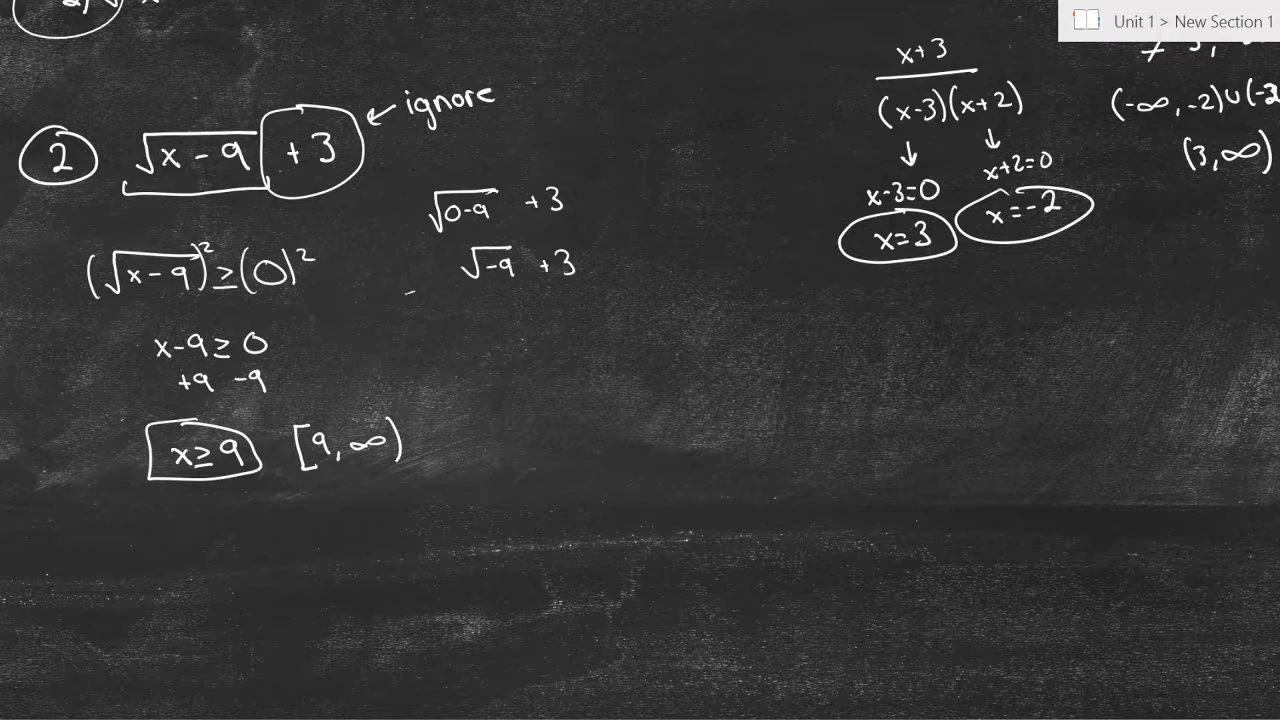 Unit 1 > New Section 1
② √x - 9 + 3 ← ignore
√0-9 + 3
√-9 + 3
(√x - 9)² ≥ (0)²
x-9 ≥ 0
+9 -9
x ≥ 9 [9, ∞)
x+3
(x-3)(x+2)
↓ ↓
x-3=0 x+2=0
x=3 x=-2
(-∞, -2)∪(-2
(3, ∞)